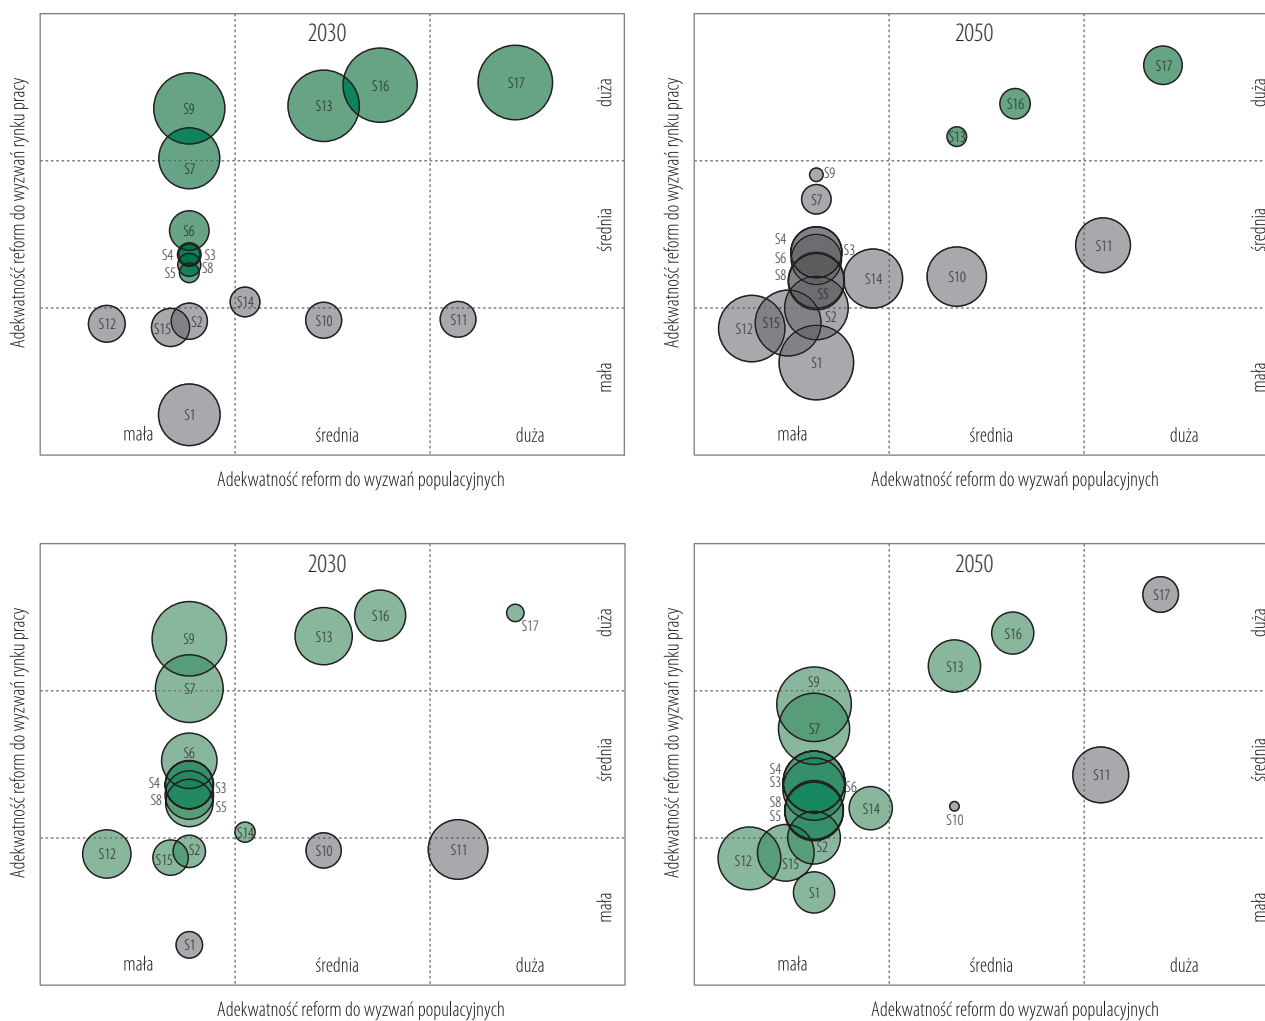 2030
Adekwatność reform do wyzwań rynku pracy
duża
średnia
mała
S9
S13
S16
S17
S7
S6
S4
S3
S5
S8
S14
S12
S15
S2
S10
S11
S1
mała
średnia
duża
Adekwatność reform do wyzwań populacyjnych
2050
Adekwatność reform do wyzwań rynku pracy
duża
średnia
mała
S17
S16
S13
S9
S7
S4
S3
S6
S8
S5
S14
S10
S11
S2
S12
S15
S1
mała
średnia
duża
Adekwatność reform do wyzwań populacyjnych
2030
Adekwatność reform do wyzwań rynku pracy
duża
średnia
mała
S9
S13
S16
S17
S7
S6
S4
S3
S8
S5
S14
S12
S15
S2
S10
S11
S1
mała
średnia
duża
Adekwatność reform do wyzwań populacyjnych
2050
Adekwatność reform do wyzwań rynku pracy
duża
średnia
mała
S17
S16
S13
S9
S7
S4
S3
S6
S8
S5
S14
S10
S11
S2
S12
S15
S1
mała
średnia
duża
Adekwatność reform do wyzwań populacyjnych